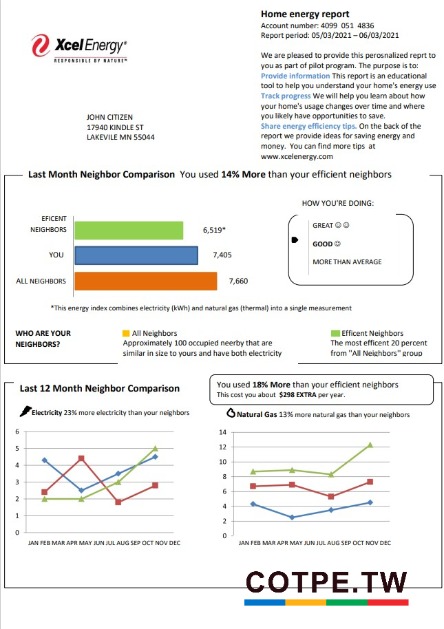 Home energy report
Account number: 4099 051 4836
Report period: 05/03/2021 – 06/03/2021
XcelEnergy®
RESPONSIBLE BY NATURE™
We are pleased to provide this perosnalized reprt to
you as part of pilot program. The purpose is to:
Provide information This report is an educational
tool to help you understand your home's energy use
Track progress We will help you learn about how
your home's usage changes over time and where
you likely have opportunities to save.
Share energy efficiency tips. On the back of the
report we provide ideas for saving energy and
money. You can find more tips at
www.xcelenergy.com
JOHN CITIZEN
17940 KINDLE ST
LAKEVILE MN 55044
Last Month Neighbor Comparison You used 14% More than your efficient neighbors
EFICENT
NEIGHBORS
6,519*
YOU
7,405
ALL NEIGHBORS
7,660
HOW YOU'RE DOING:
GREAT ☺ ☺
GOOD ☺
MORE THAN AVERAGE
*This energy index combines electricity (kWh) and natural gas (thermal) into a single measurement
WHO ARE YOUR
NEIGHBORS?
All Neighbors
Approximately 100 occupied neerby that are
similar in size to yours and have both electricity
Efficent Neighbors
The most efficent 20 percent
from "All Neighbors" group
Last 12 Month Neighbor Comparison
You used 18% More than your efficient neighbors
This cost you about $298 EXTRA per year.
Electricity 23% more electricity than your neighbors
6
5
4
3
2
1
0
JAN FEB MAR APR MAY JUN JUL AUG SEP OCT NOV DEC
Natural Gas 13% more natural gas than your neighbors
14
12
10
8
6
4
2
0
JAN FEB MAR APR MAY JUN JUL AUG SEP OCT NOV DEC
COTPE.TW